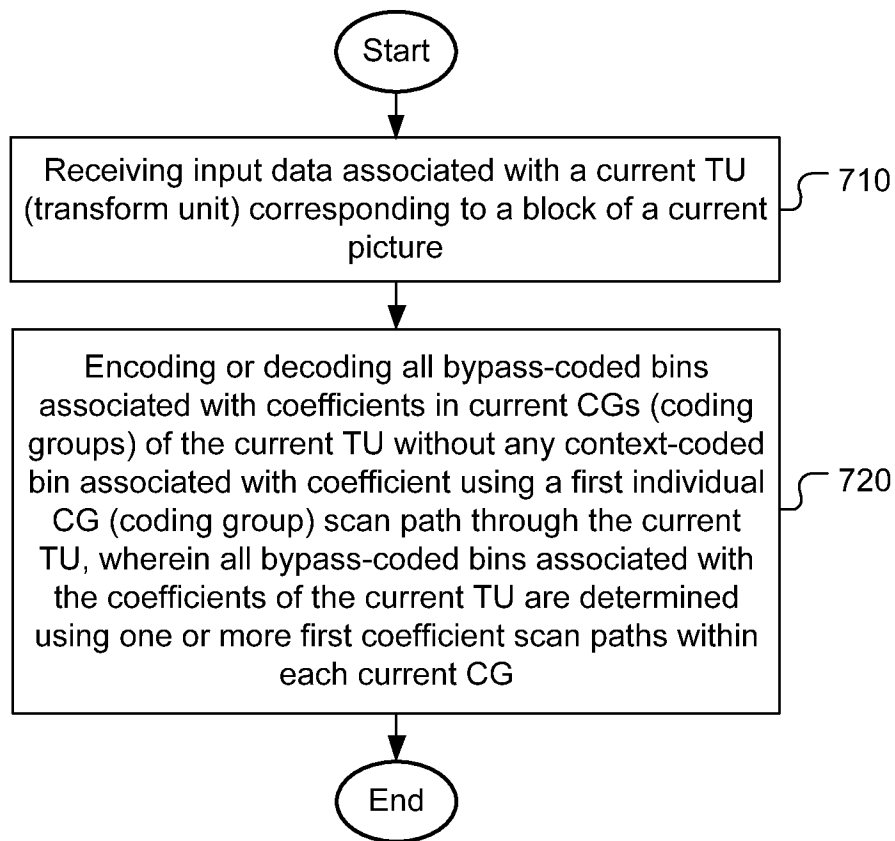 Start
Receiving input data associated with a current TU
(transform unit) corresponding to a block of a current
picture
710
Encoding or decoding all bypass-coded bins
associated with coefficients in current CGs (coding
groups) of the current TU without any context-coded
bin associated with coefficient using a first individual
CG (coding group) scan path through the current
TU, wherein all bypass-coded bins associated with
the coefficients of the current TU are determined
using one or more first coefficient scan paths within
each current CG
720
End